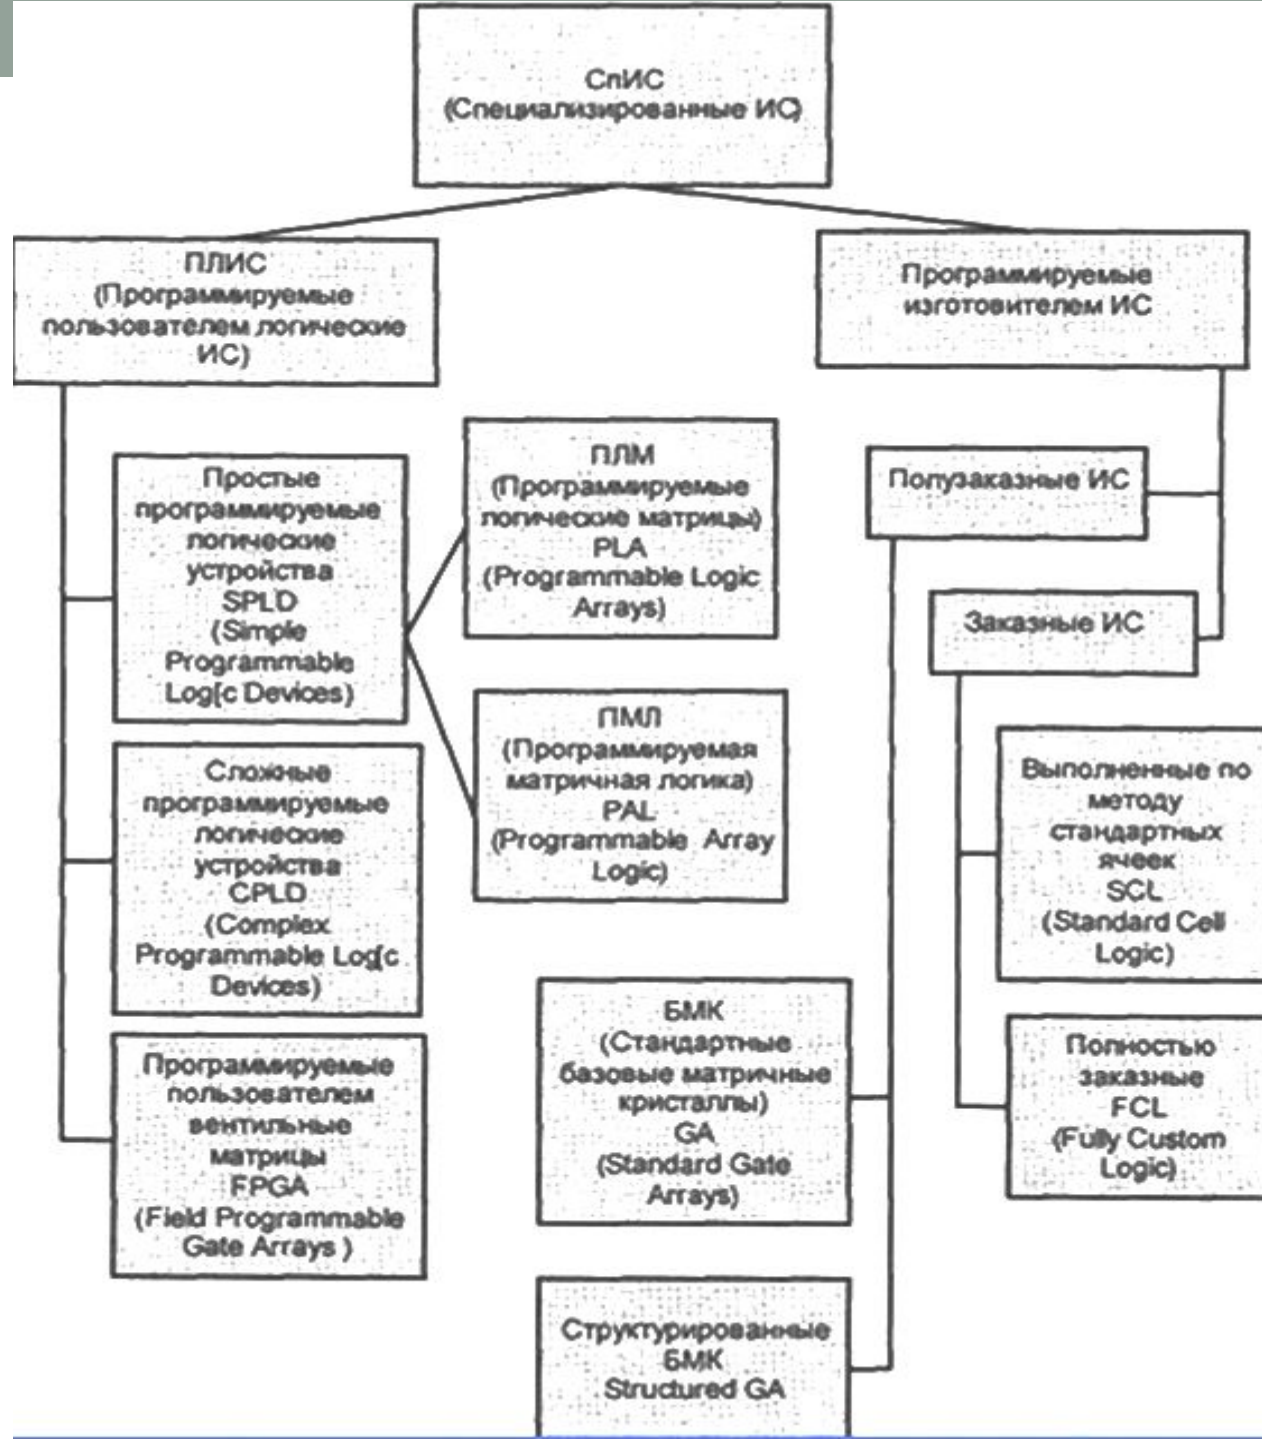 СпИС
(Специализированные ИС)
ПЛИС
(Программируемые
пользователем логические
ИС)
Программируемые
изготовителем ИС
Простые
программируемые
логические
устройства
SPLD
(Simple
Programmable
Log[c Devices)
ПЛМ
(Программируемые
логические матрицы)
PLA
(Programmable Logic
Arrays)
ПМЛ
(Программируемая
матричная логика)
PAL
(Programmable Array
Logic)
Сложные
программируемые
логические
устройства
CPLD
(Complex
Programmable Log[c
Devices)
Программируемые
пользователем
вентильные
матрицы
FPGA
(Field Programmable
Gate Arrays )
Полузаказные ИС
Заказные ИС
Выполненные по
методу
стандартных
ячеек
SCL
(Standard Cell
Logic)
Полностью
заказные
FCL
(Fully Custom
Logic)
БМК
(Стандартные
базовые матричные
кристаллы)
GA
(Standard Gate
Arrays)
Структурированные
БМК
Structured GA